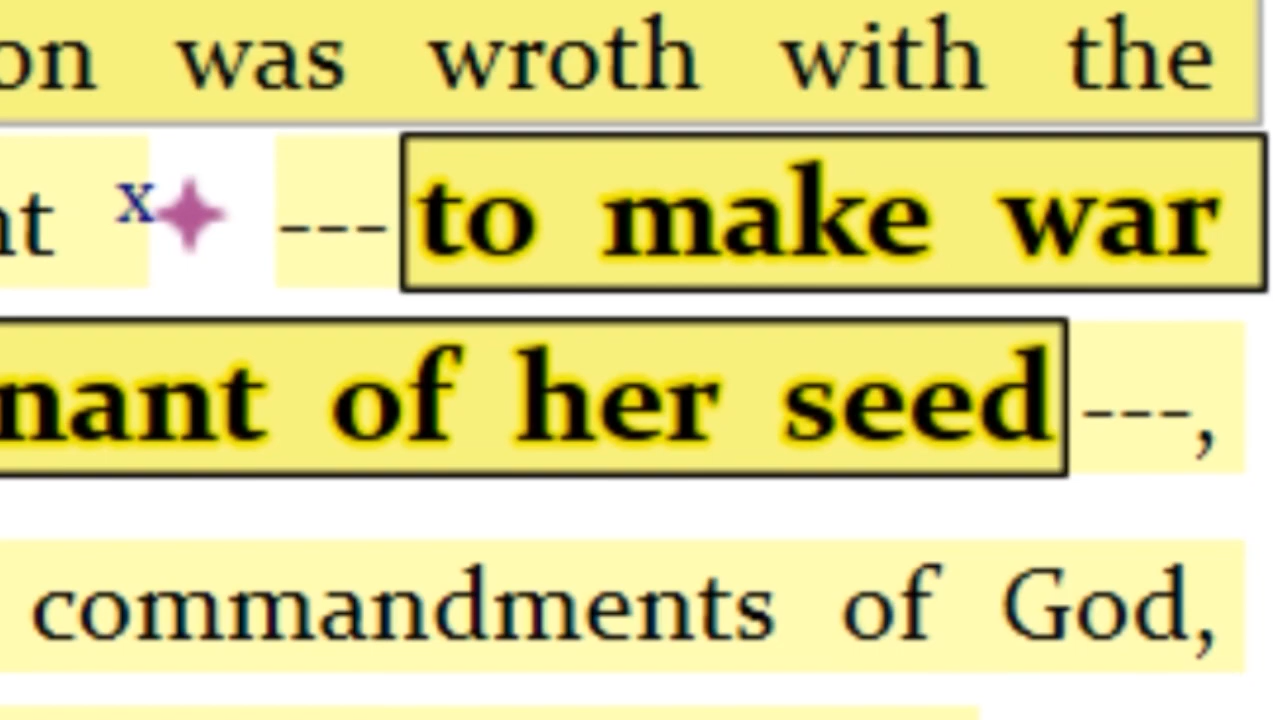 on was wroth with the
nt x✦ ---to make war
nant of her seed---,
commandments of God,